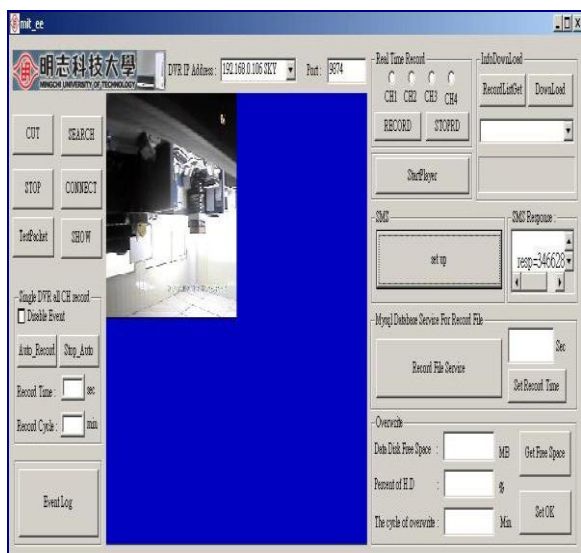 mit_ee
明志科技大學
MINGCHI UNIVERSITY OF TECHNOLOGY
DVR IP Address : 192.168.0.106 SKY
Port : 9874
CUT
SEARCH
STOP
CONNECT
TestPacket
SHOW
Single DVR all CH record
Disable Event
Auto_Record
Stop_Auto
Record Time : sec
Record Cycle : min
Event Log
Real Time Record
CH1 CH2 CH3 CH4
RECORD
STOPRD
InfoDownLoad
RecordListGet
DownLoad
StartPlayer
SMS
set up
SMS Response :
resp=346628
Mysql Database Service For Record File
Record File Service
Sec
Set Record Time
Overwrite
Data Disk Free Space : MB
Get Free Space
Percent of H.D : %
The cycle of overwrite : Min
Set OK